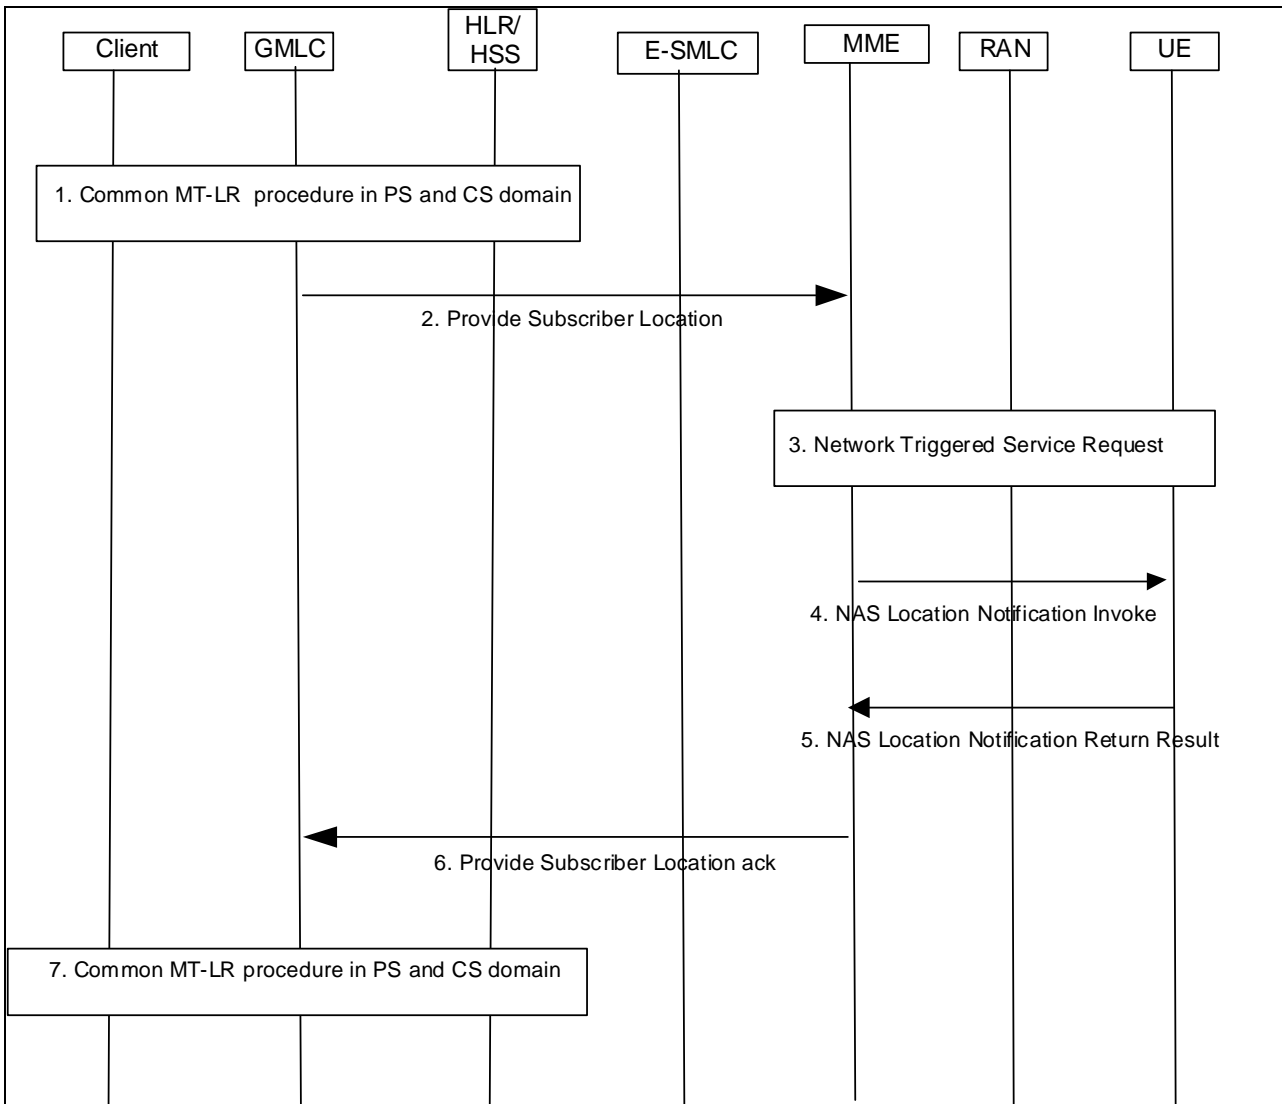 Client
GMLC
HLR/
HSS
E-SMLC
MME
RAN
UE
1. Common MT-LR procedure in PS and CS domain
2. Provide Subscriber Location
3. Network Triggered Service Request
4. NAS Location Notification Invoke
5. NAS Location Notification Return Result
6. Provide Subscriber Location ack
7. Common MT-LR procedure in PS and CS domain